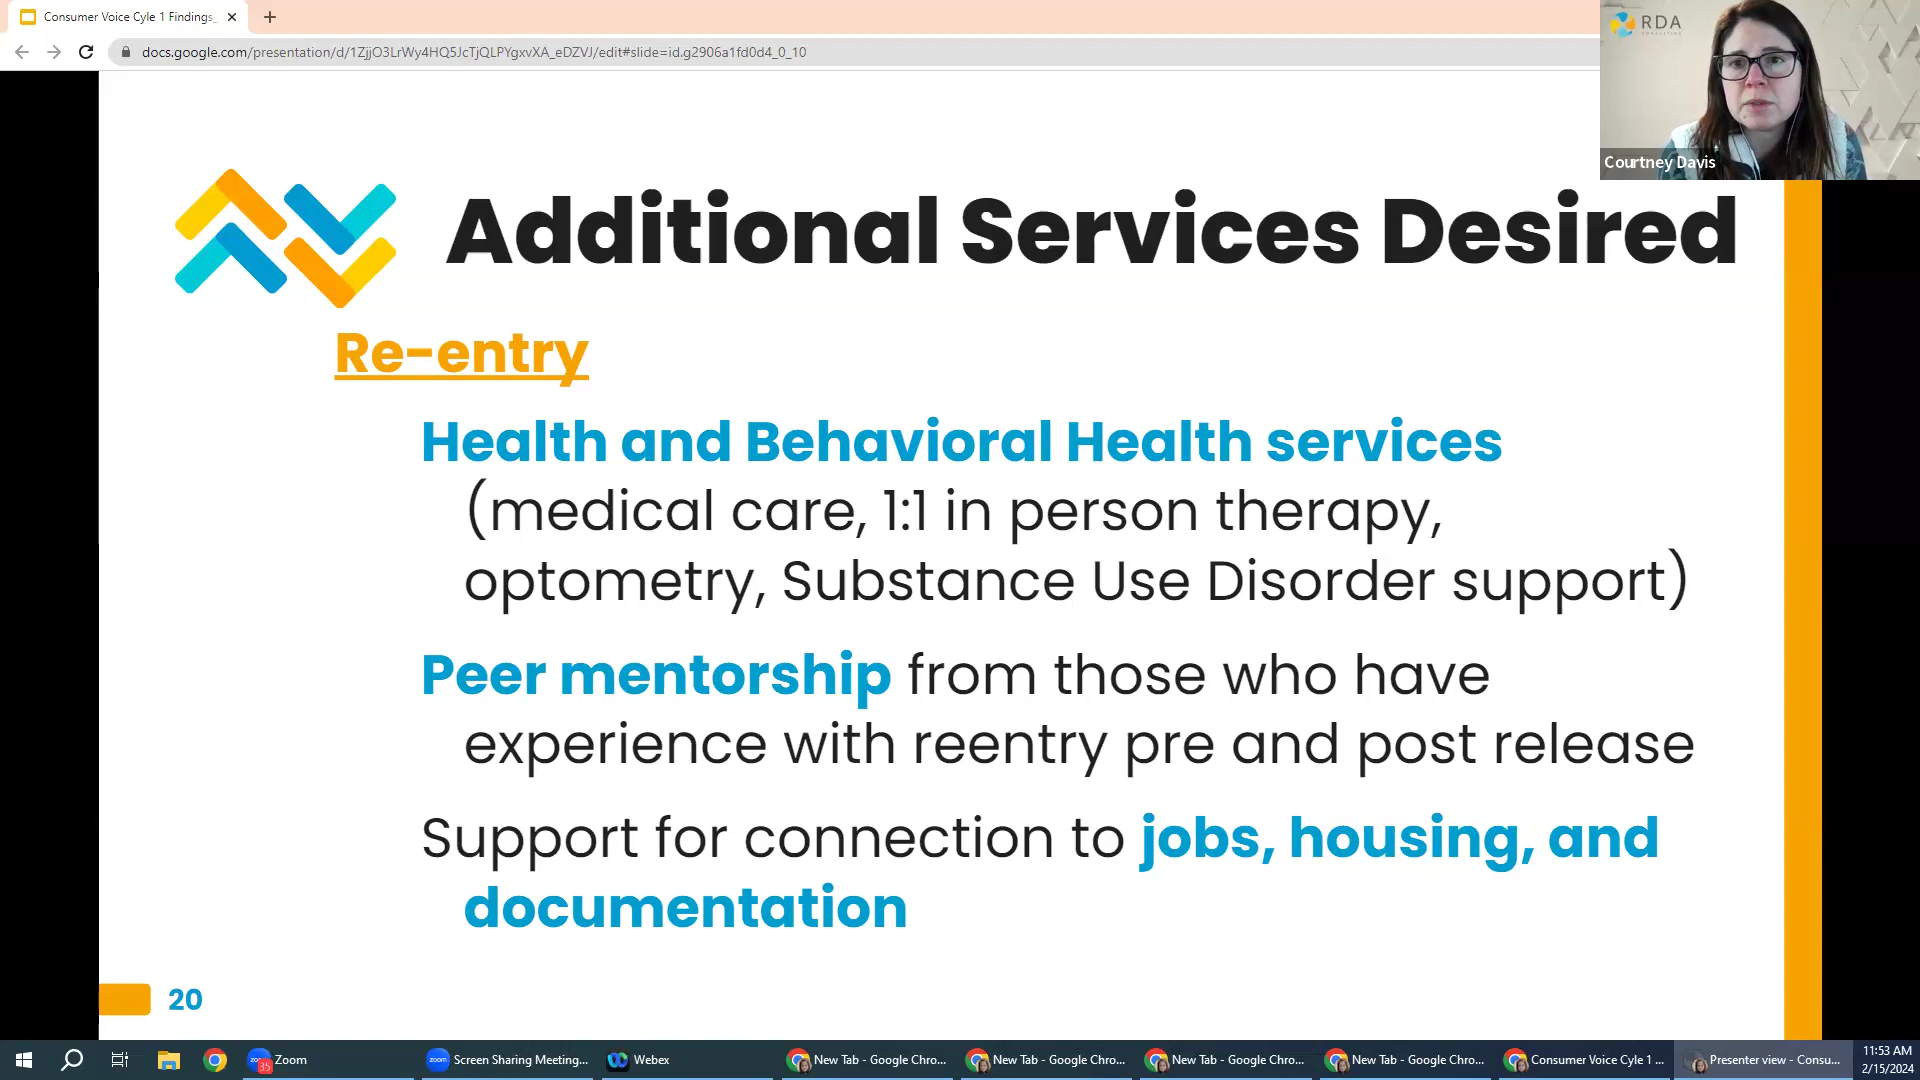 Consumer Voice Cyle 1 Findings_
docs.google.com/presentation/d/1ZjjO3LrWy4HQ5JcTjQLPYgxvXA_eDZVJ/edit#slide=id.g2906a1fd0d4_0_10
RDA
CONSULTING
Courtney Davis
Additional Services Desired
Re-entry
Health and Behavioral Health services
(medical care, 1:1 in person therapy,
optometry, Substance Use Disorder support)
Peer mentorship from those who have
experience with reentry pre and post release
Support for connection to jobs, housing, and
documentation
20
zoom 35 Zoom
zoom Screen Sharing Meeting...
Webex
New Tab - Google Chro...
New Tab - Google Chro...
New Tab - Google Chro...
New Tab - Google Chro...
Consumer Voice Cyle 1 ...
Presenter view - Consu...
11:53 AM
2/15/2024